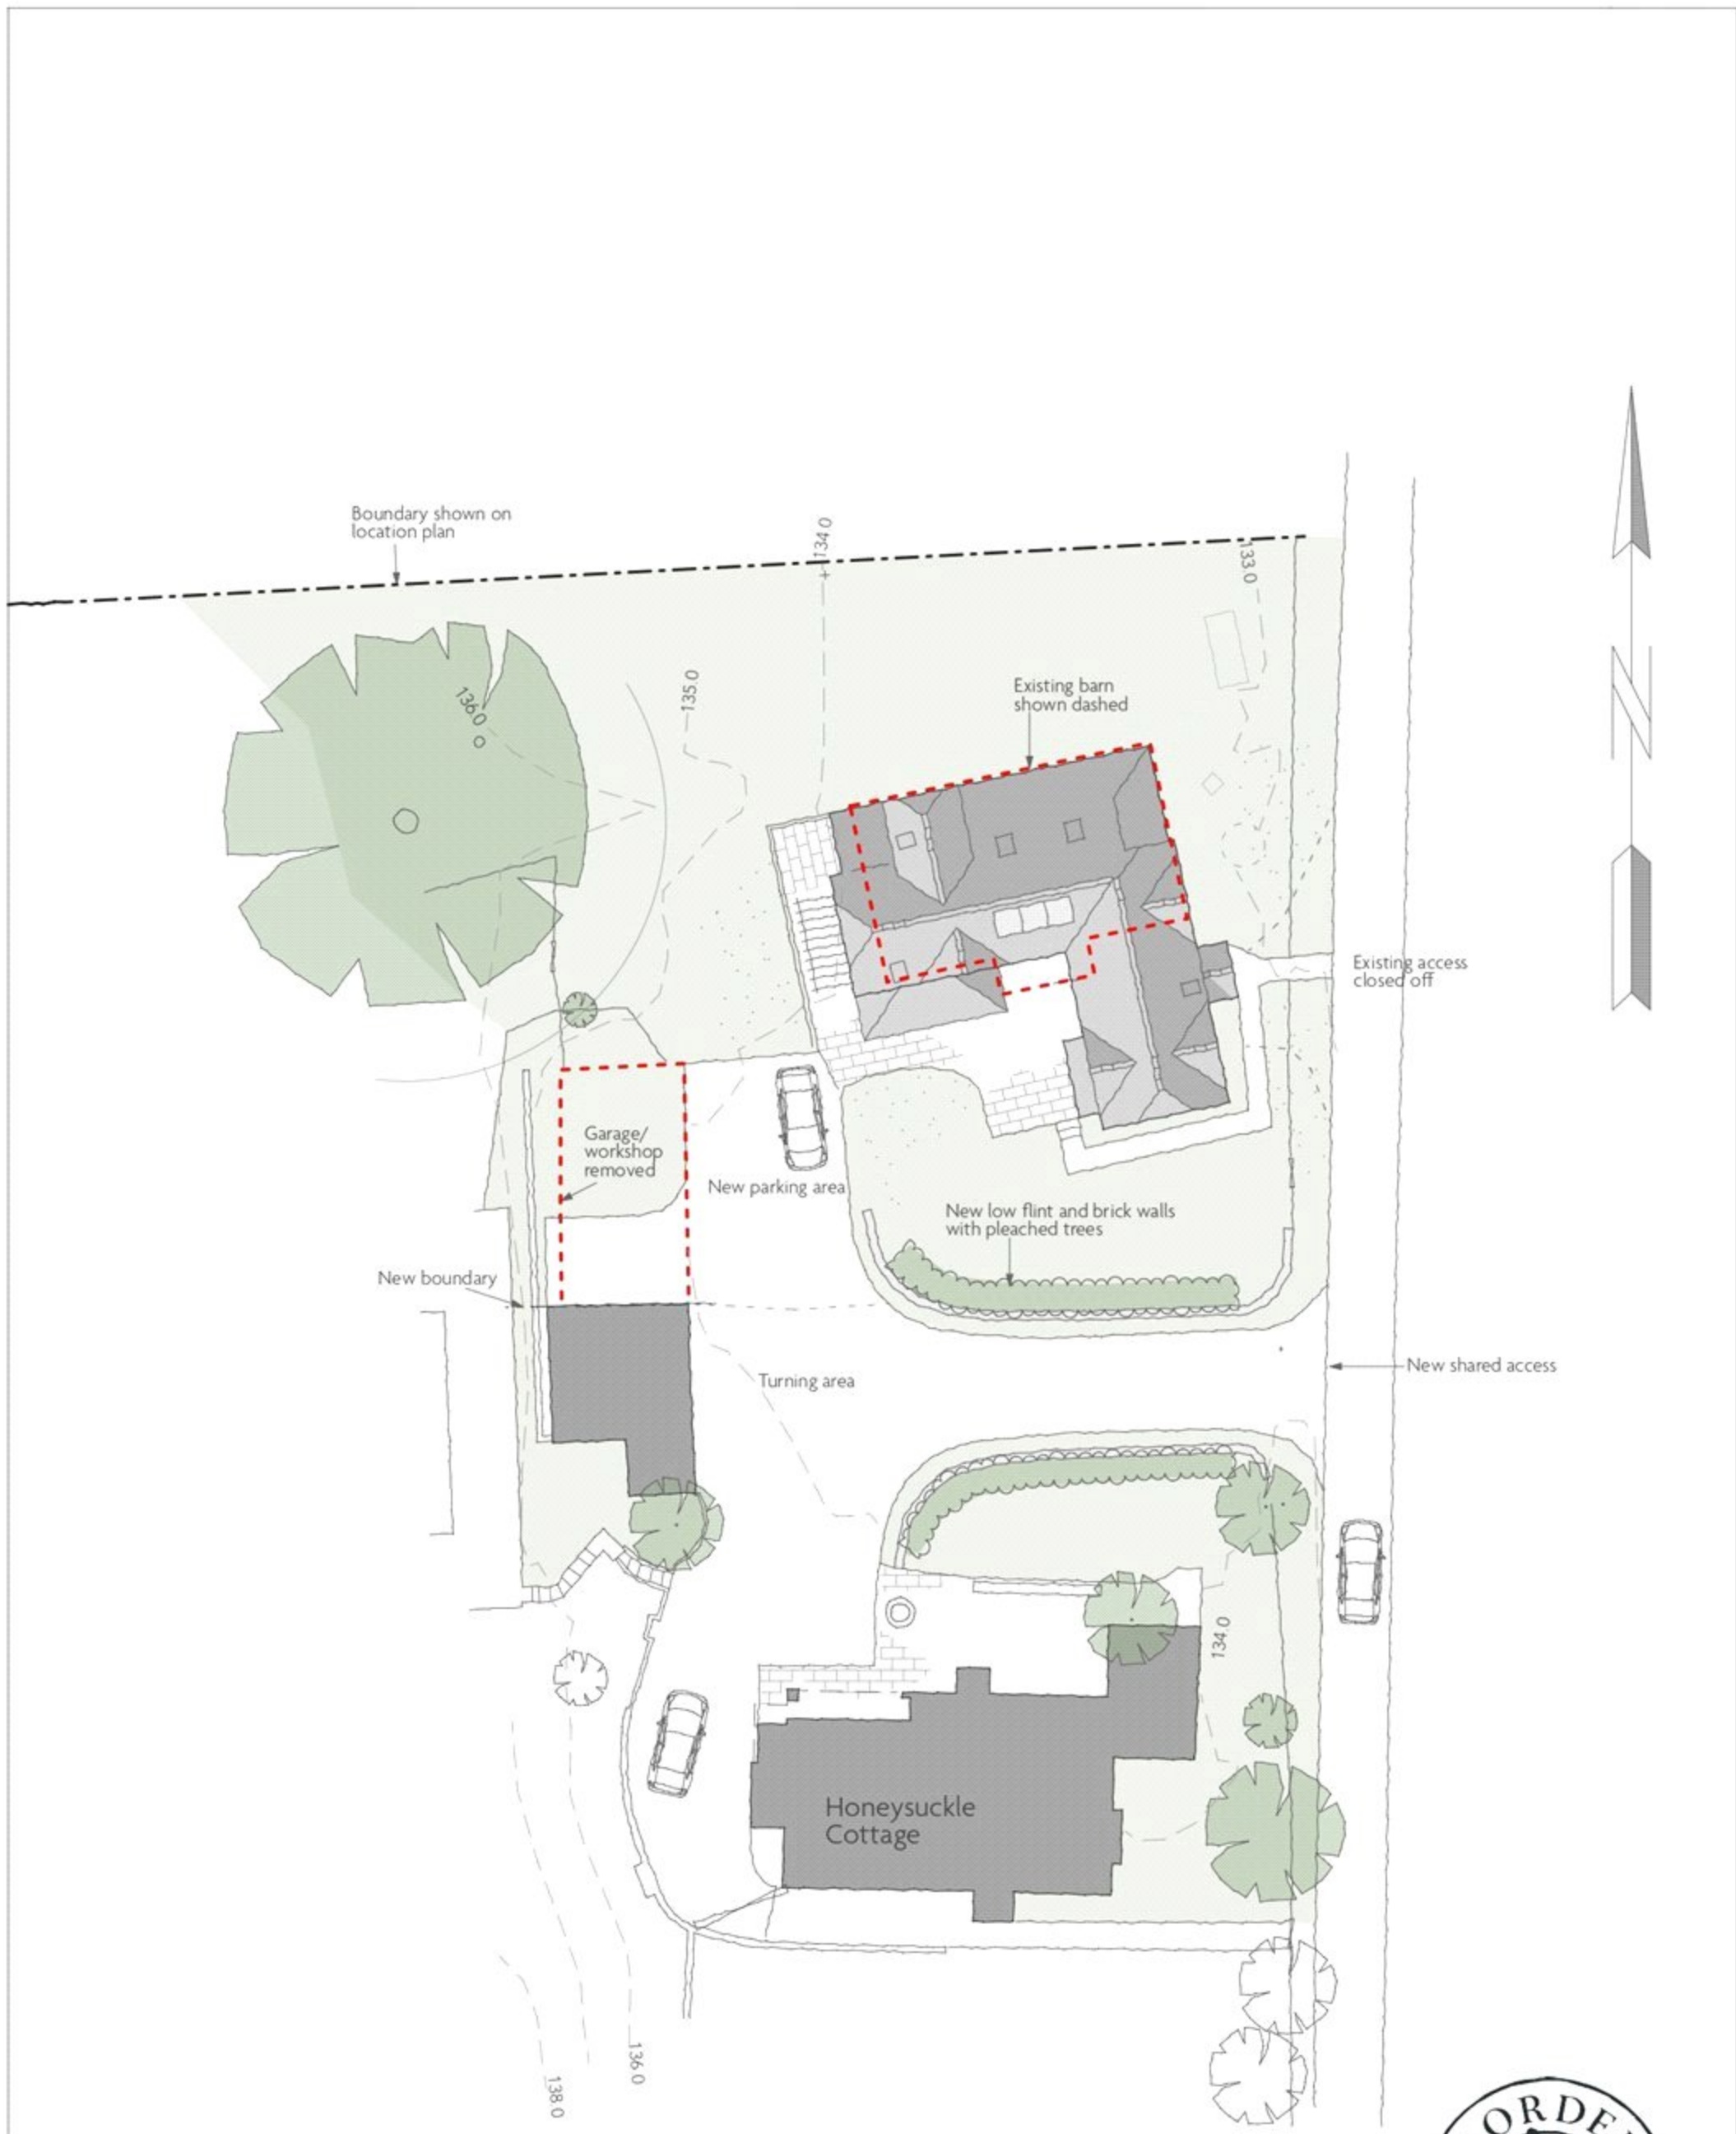 Boundary shown on
location plan
134.0
133.0
135.0
136.0
Existing barn
shown dashed
Existing access
closed off
Garage/
workshop
removed
New parking area
New low flint and brick walls
with pleached trees
New boundary
New shared access
Turning area
134.0
Honeysuckle
Cottage
136.0
138.0
N